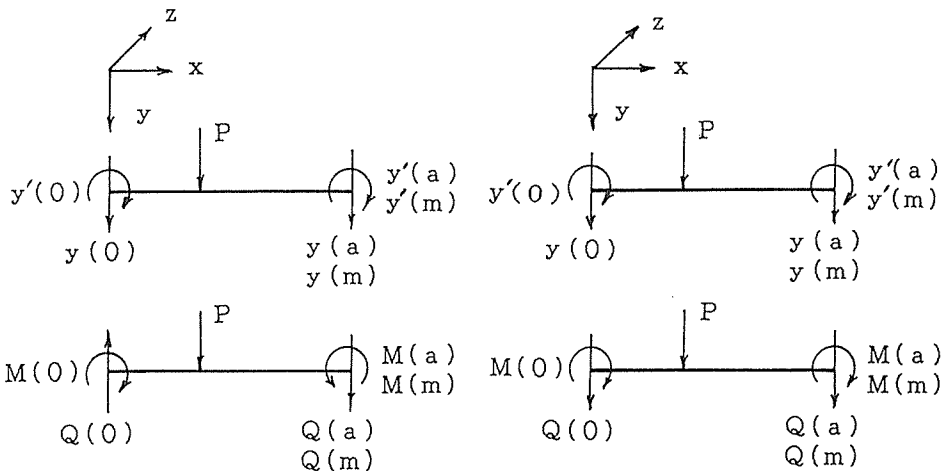 z
x
y
P
y′(0)
y′(a)
y′(m)
y(0)
y(a)
y(m)
P
M(0)
M(a)
M(m)
Q(0)
Q(a)
Q(m)
z
x
y
P
y′(0)
y′(a)
y′(m)
y(0)
y(a)
y(m)
P
M(0)
M(a)
M(m)
Q(0)
Q(a)
Q(m)